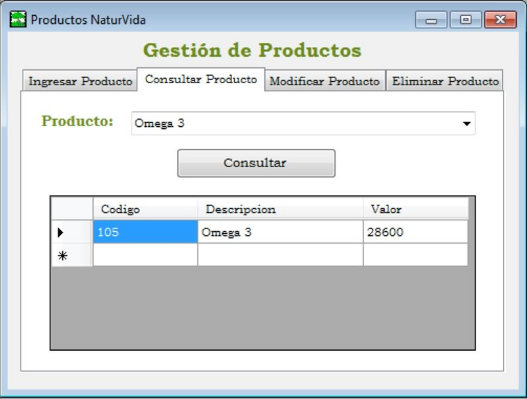 Productos NaturVida
Gestión de Productos
Ingresar Producto Consultar Producto Modificar Producto Eliminar Producto
Producto: Omega 3
Consultar
Codigo Descripcion Valor
105 Omega 3 28600